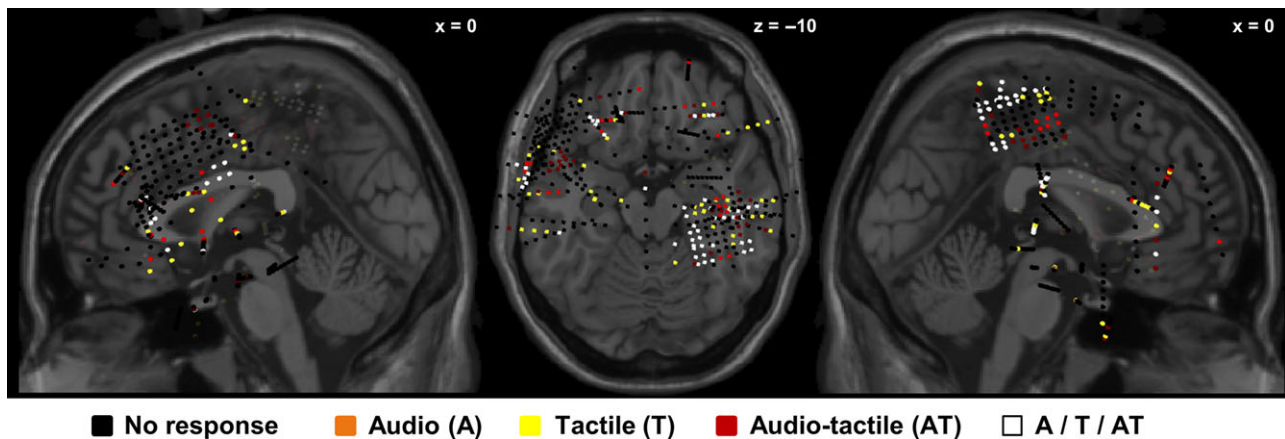 x = 0
z = –10
x = 0
No response
Audio (A)
Tactile (T)
Audio-tactile (AT)
A / T / AT